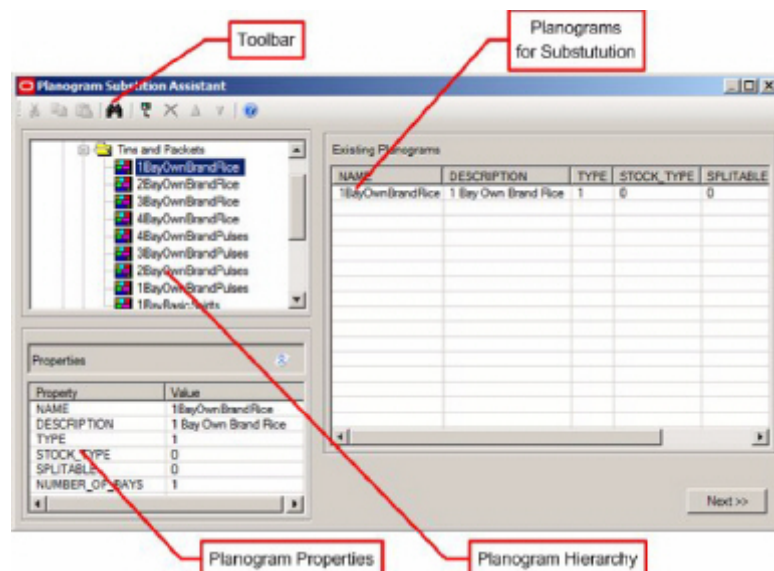 Toolbar
Planograms
for Substutution
Planogram Substition Assistant
Tins and Packets
1BayOwnBrandRice
2BayOwnBrandRice
3BayOwnBrandRice
4BayOwnBrandRice
4BayOwnBrandPulses
3BayOwnBrandPulses
2BayOwnBrandPulses
1BayOwnBrandPulses
1BayBasicSpirits
Existing Planograms
NAME DESCRIPTION TYPE STOCK_TYPE SPLITABLE
1BayOwnBrandRice 1 Bay Own Brand Rice 1 0 0
Properties
Property Value
NAME 1BayOwnBrandRice
DESCRIPTION 1 Bay Own Brand Rice
TYPE 1
STOCK_TYPE 0
SPLITABLE 0
NUMBER_OF_BAYS 1
Next >>
Planogram Properties
Planogram Hierarchy